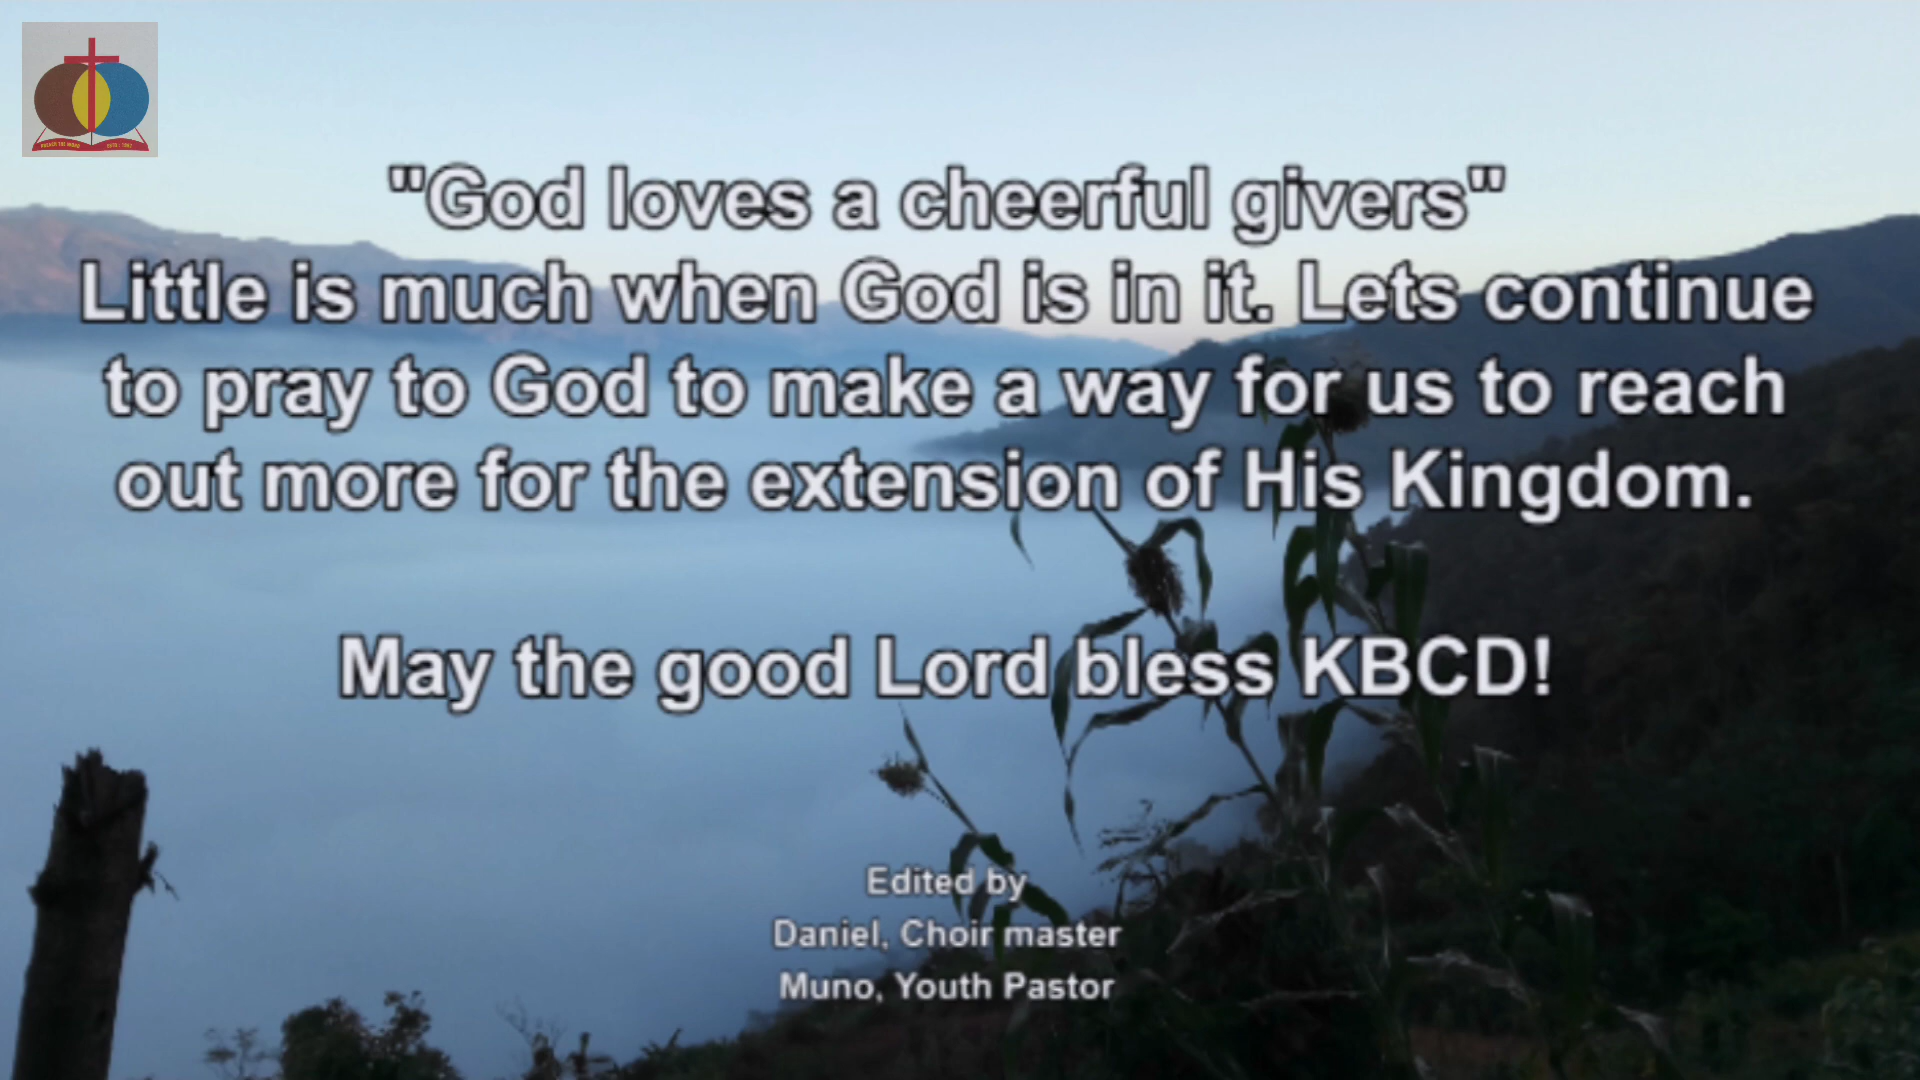 "God loves a cheerful givers"
Little is much when God is in it. Lets continue
to pray to God to make a way for us to reach
out more for the extension of His Kingdom.
May the good Lord bless KBCD!
Edited by
Daniel, Choir master
Muno, Youth Pastor